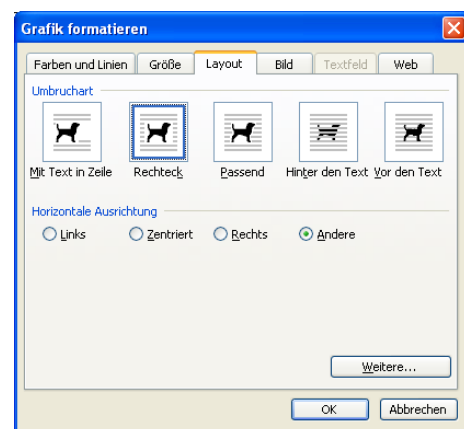 Grafik formatieren
Farben und Linien Größe Layout Bild Textfeld Web
Umbruchart
Mit Text in Zeile Rechteck Passend Hinter den Text Vor den Text
Horizontale Ausrichtung
Links Zentriert Rechts Andere
Weitere...
OK Abbrechen